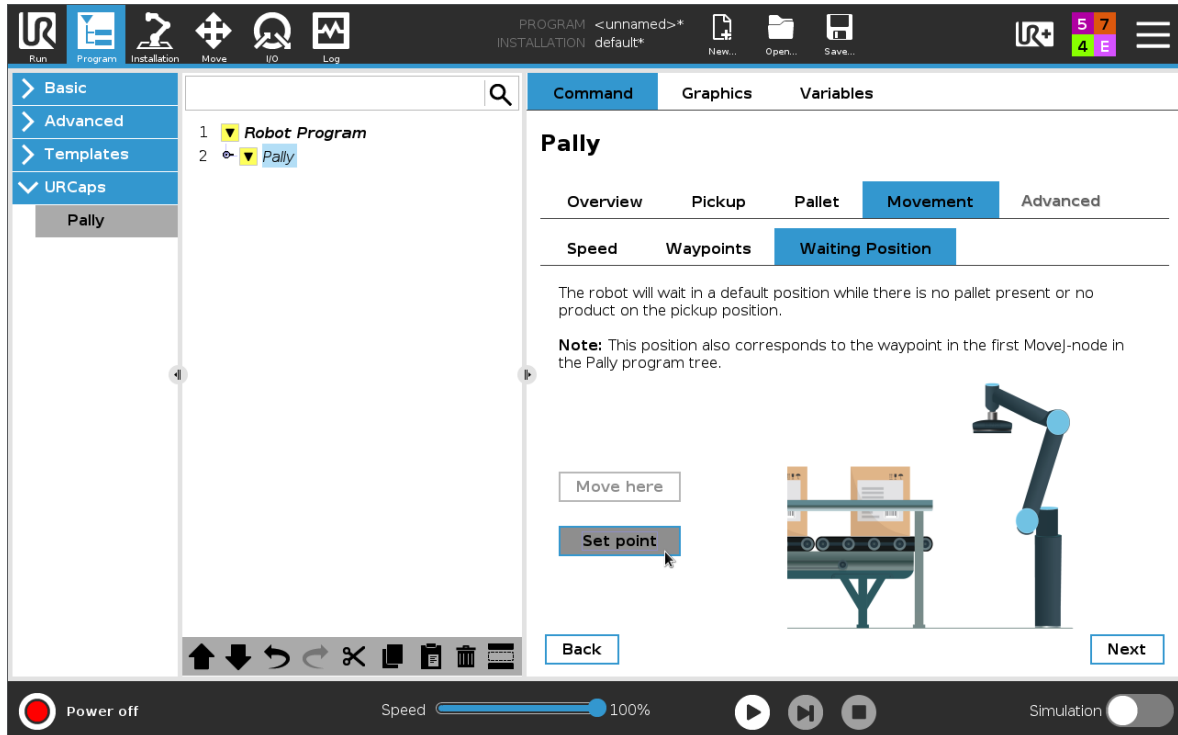 UR
Run
Program
Installation
Move
I/O
Log
PROGRAM <unnamed>*
INSTALLATION default*
New...
Open...
Save...
UR+
5 7
4 E
Basic
Advanced
Templates
URCaps
Pally
1 Robot Program
2 Pally
Command Graphics Variables
Pally
Overview Pickup Pallet Movement Advanced
Speed Waypoints Waiting Position
The robot will wait in a default position while there is no pallet present or no
product on the pickup position.
Note: This position also corresponds to the waypoint in the first MoveJ-node in
the Pally program tree.
Move here
Set point
Back
Next
Power off
Speed 100%
Simulation